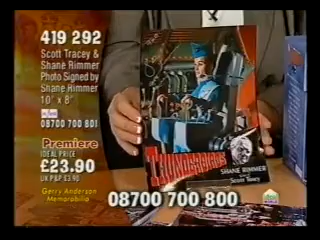 419 292
Scott Tracey &
Shane Rimmer
Photo Signed by
Shane Rimmer
10" x 8"
08700 700 801
Premiere
IDEAL PRICE
£23.90
UK P&P £3.95
Gerry Anderson
Memorabilia
THUNDERBIRDS
SHANE RIMMER
Scott Tracy
08700 700 800